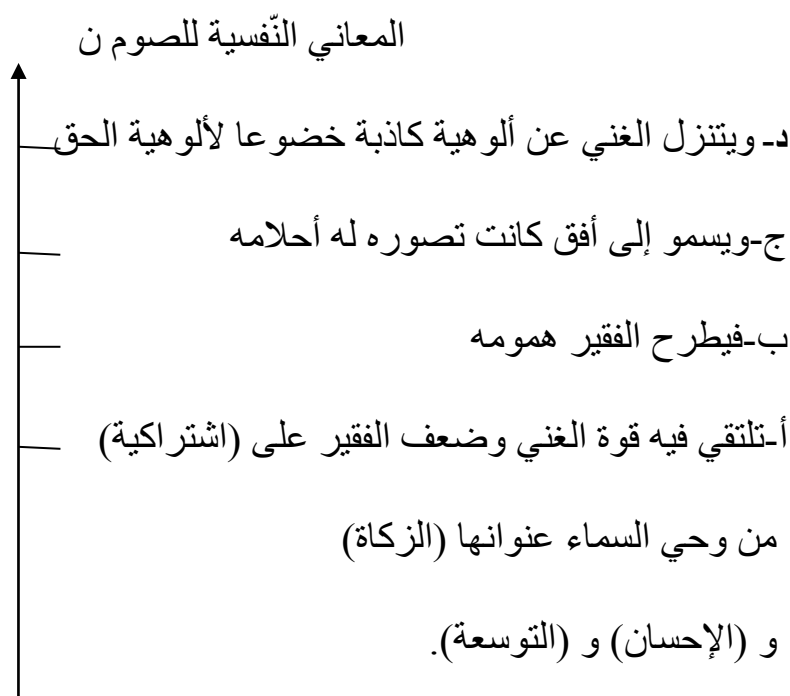 المعاني النّفسية للصوم ن
د- ويتنزل الغني عن ألوهية كاذبة خضوعا لألوهية الحق
ج-ويسمو إلى أفق كانت تصوره له أحلامه
ب-فيطرح الفقير همومه
أ-تلتقي فيه قوة الغني وضعف الفقير على (اشتراكية)
من وحي السماء عنوانها (الزكاة)
و (الإحسان) و (التوسعة).